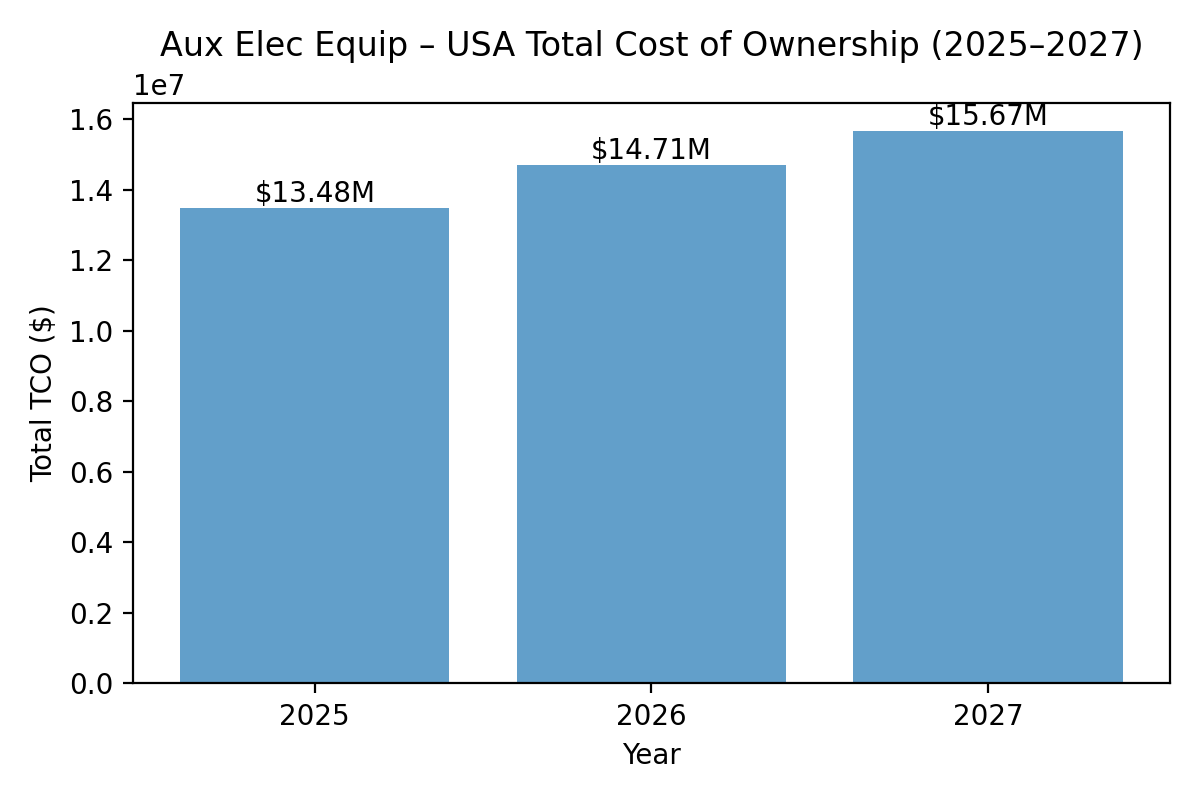 Aux Elec Equip – USA Total Cost of Ownership (2025–2027)
1e7
1.6
1.4
1.2
1.0
0.8
0.6
0.4
0.2
0.0
Total TCO ($)
$13.48M
$14.71M
$15.67M
2025
2026
2027
Year